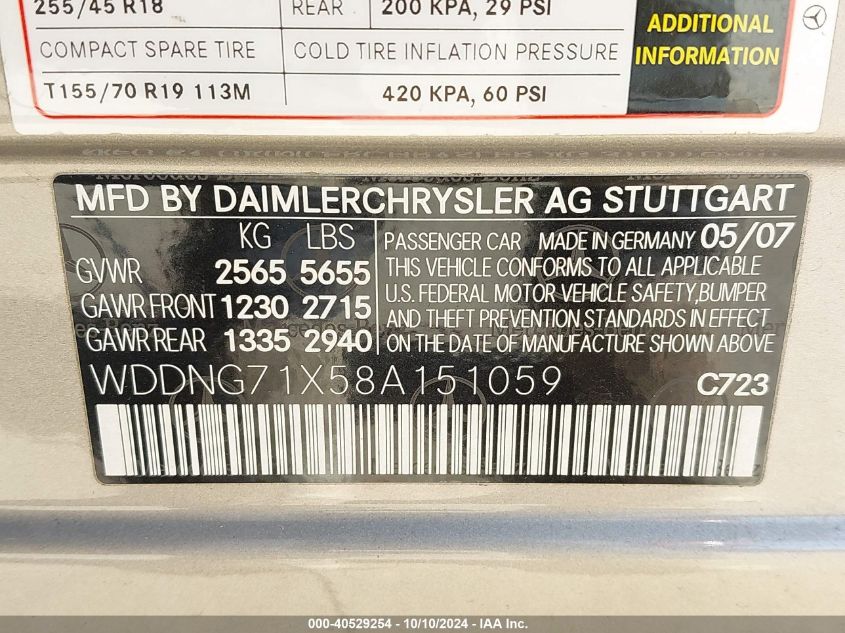 255/45 R18 REAR 200 KPA, 29 PSI
COMPACT SPARE TIRE COLD TIRE INFLATION PRESSURE
T155/70 R19 113M 420 KPA, 60 PSI
ADDITIONAL
INFORMATION
MFD BY DAIMLERCHRYSLER AG STUTTGART
KG LBS
GVWR 2565 5655
GAWR FRONT 1230 2715
GAWR REAR 1335 2940
PASSENGER CAR MADE IN GERMANY 05/07
THIS VEHICLE CONFORMS TO ALL APPLICABLE
U.S. FEDERAL MOTOR VEHICLE SAFETY,BUMPER
AND THEFT PREVENTION STANDARDS IN EFFECT
ON THE DATE OF MANUFACTURE SHOWN ABOVE
WDDNG71X58A151059 C723
000-40529254 - 10/10/2024 - IAA Inc.